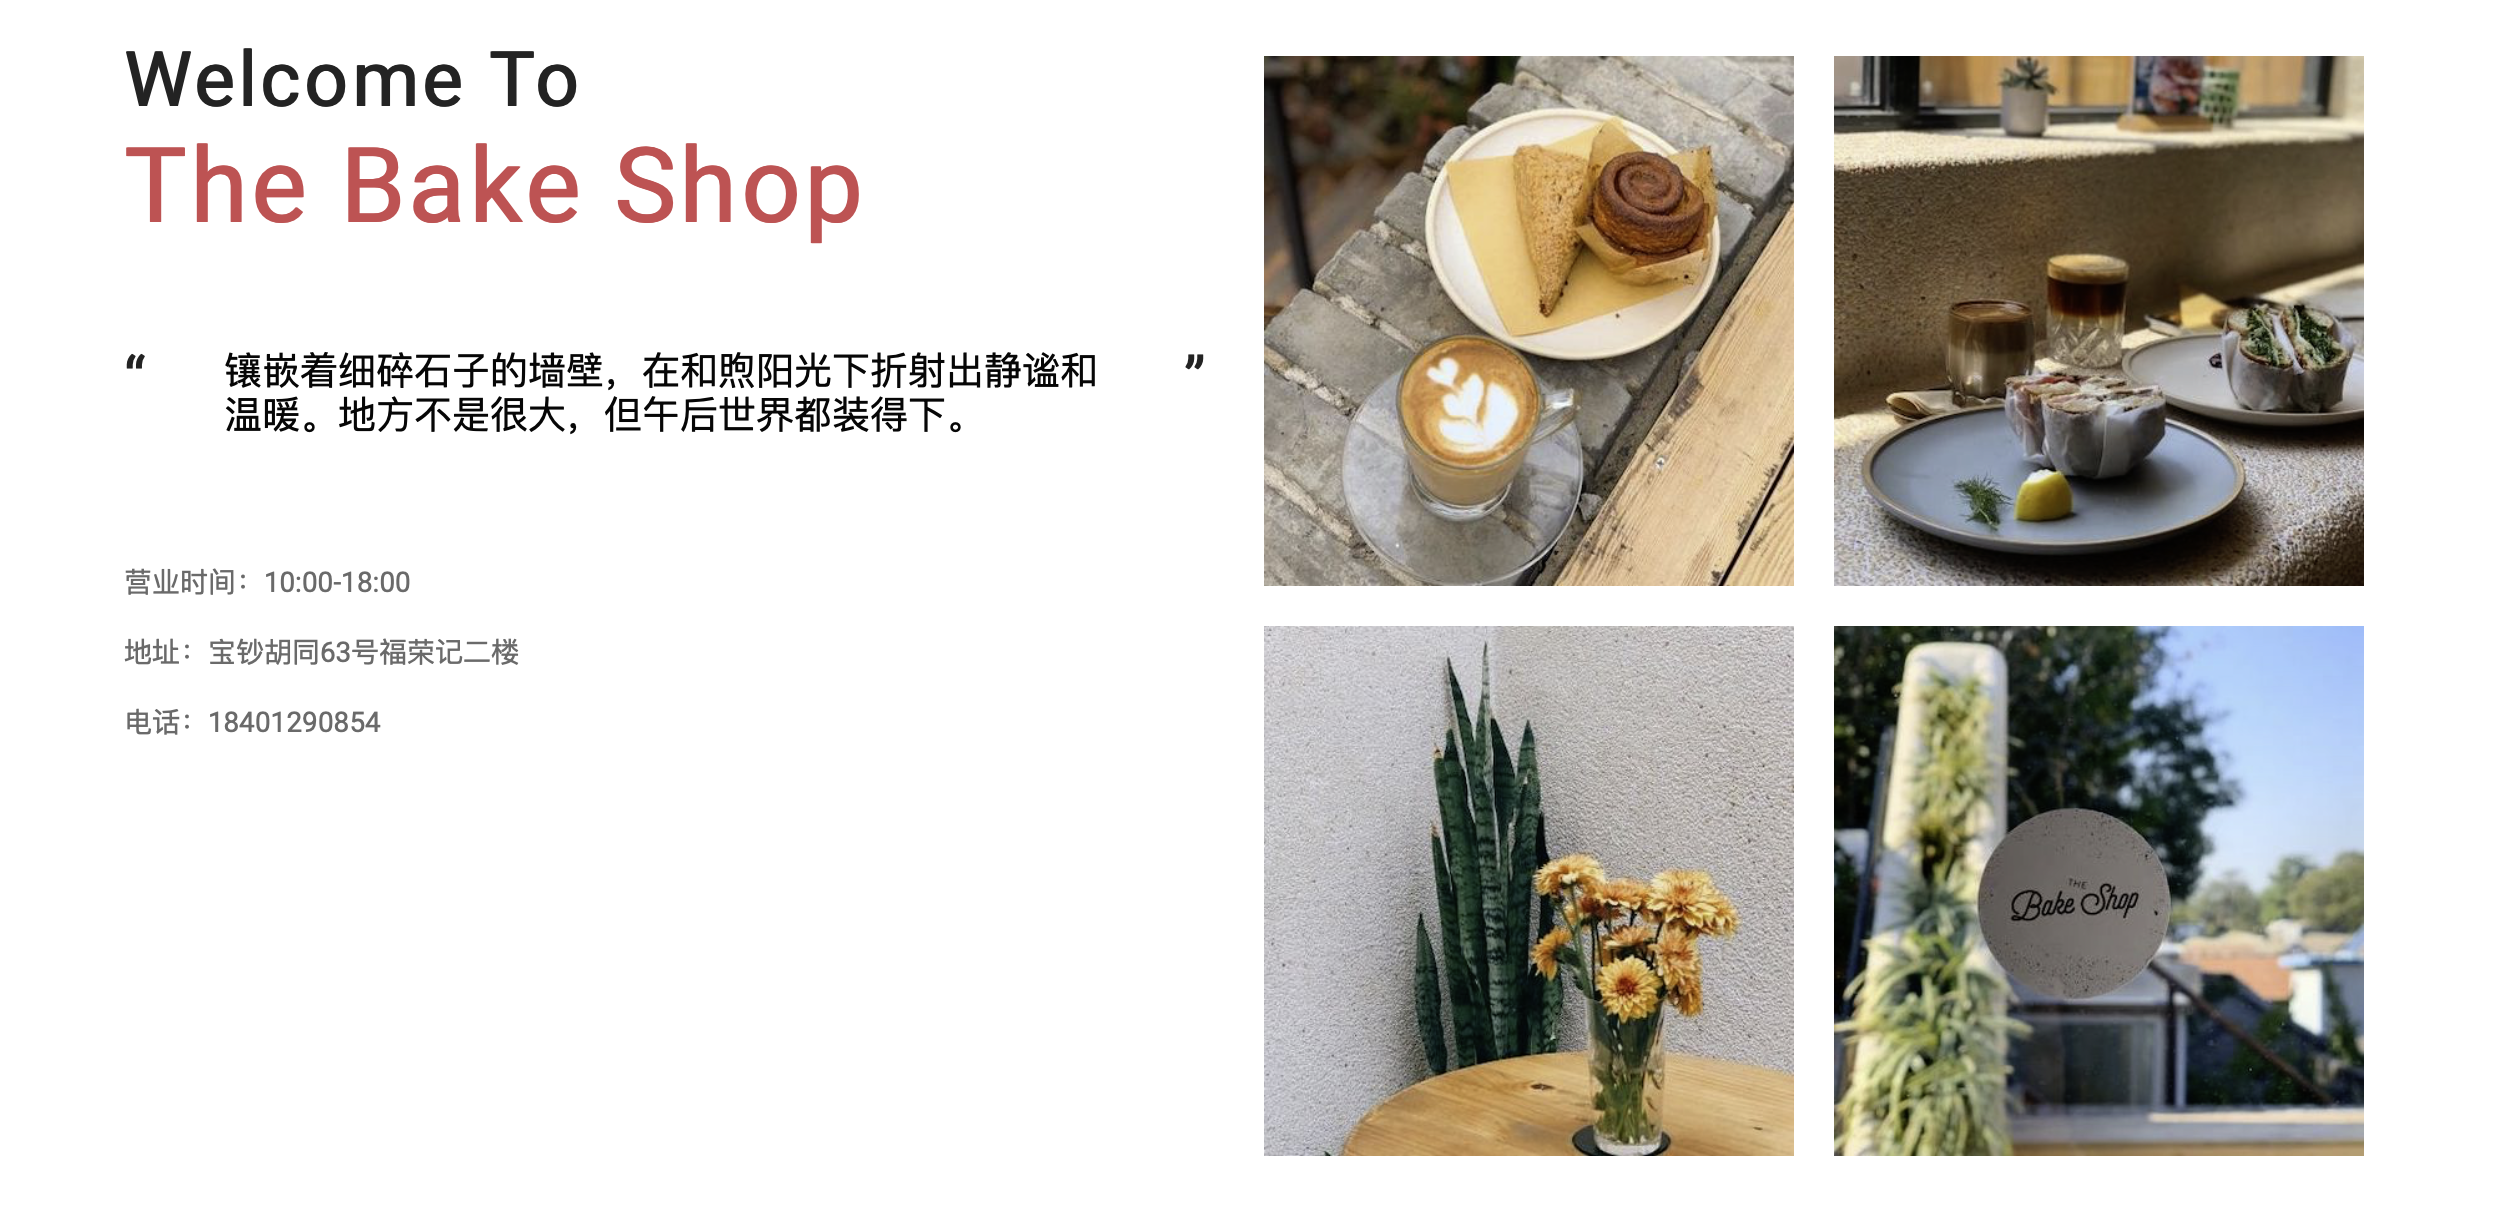 Welcome To
The Bake Shop
“ 镶嵌着细碎石子的墙壁，在和煦阳光下折射出静谧和 ”
温暖。地方不是很大，但午后世界都装得下。
营业时间：10:00-18:00
地址：宝钞胡同63号福荣记二楼
电话：18401290854
THE
Bake Shop